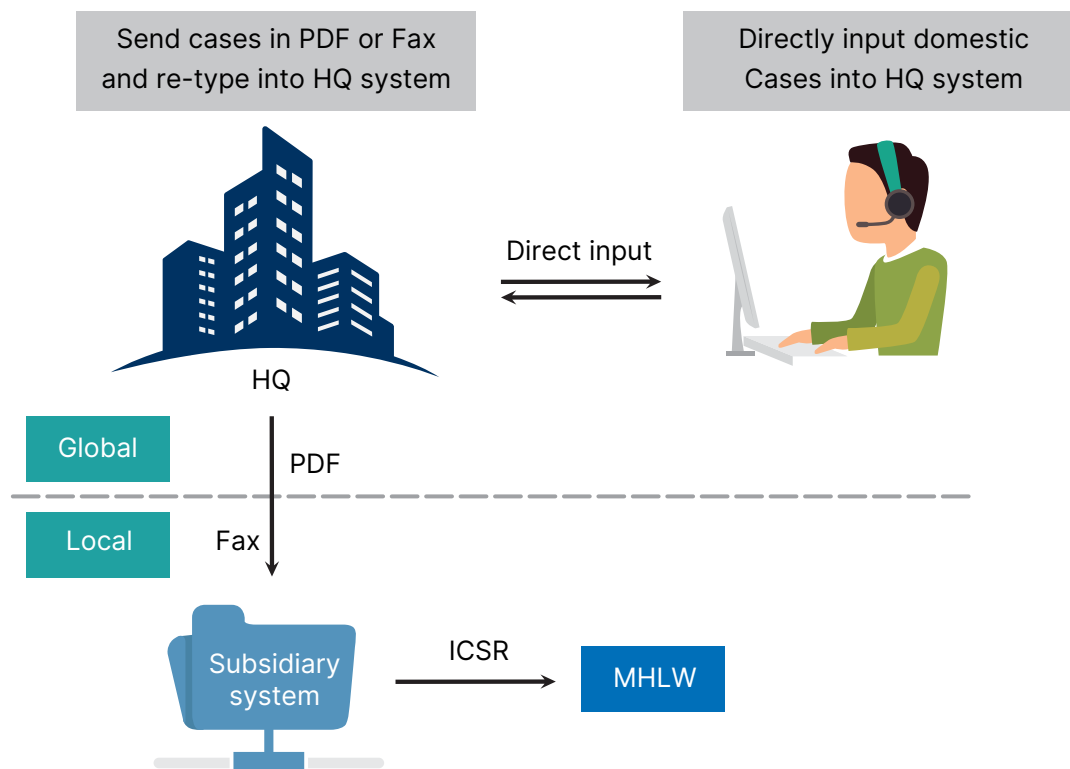 Send cases in PDF or Fax
and re-type into HQ system
Directly input domestic
Cases into HQ system
Direct input
HQ
Global
PDF
Local
Fax
Subsidiary
system
ICSR
MHLW